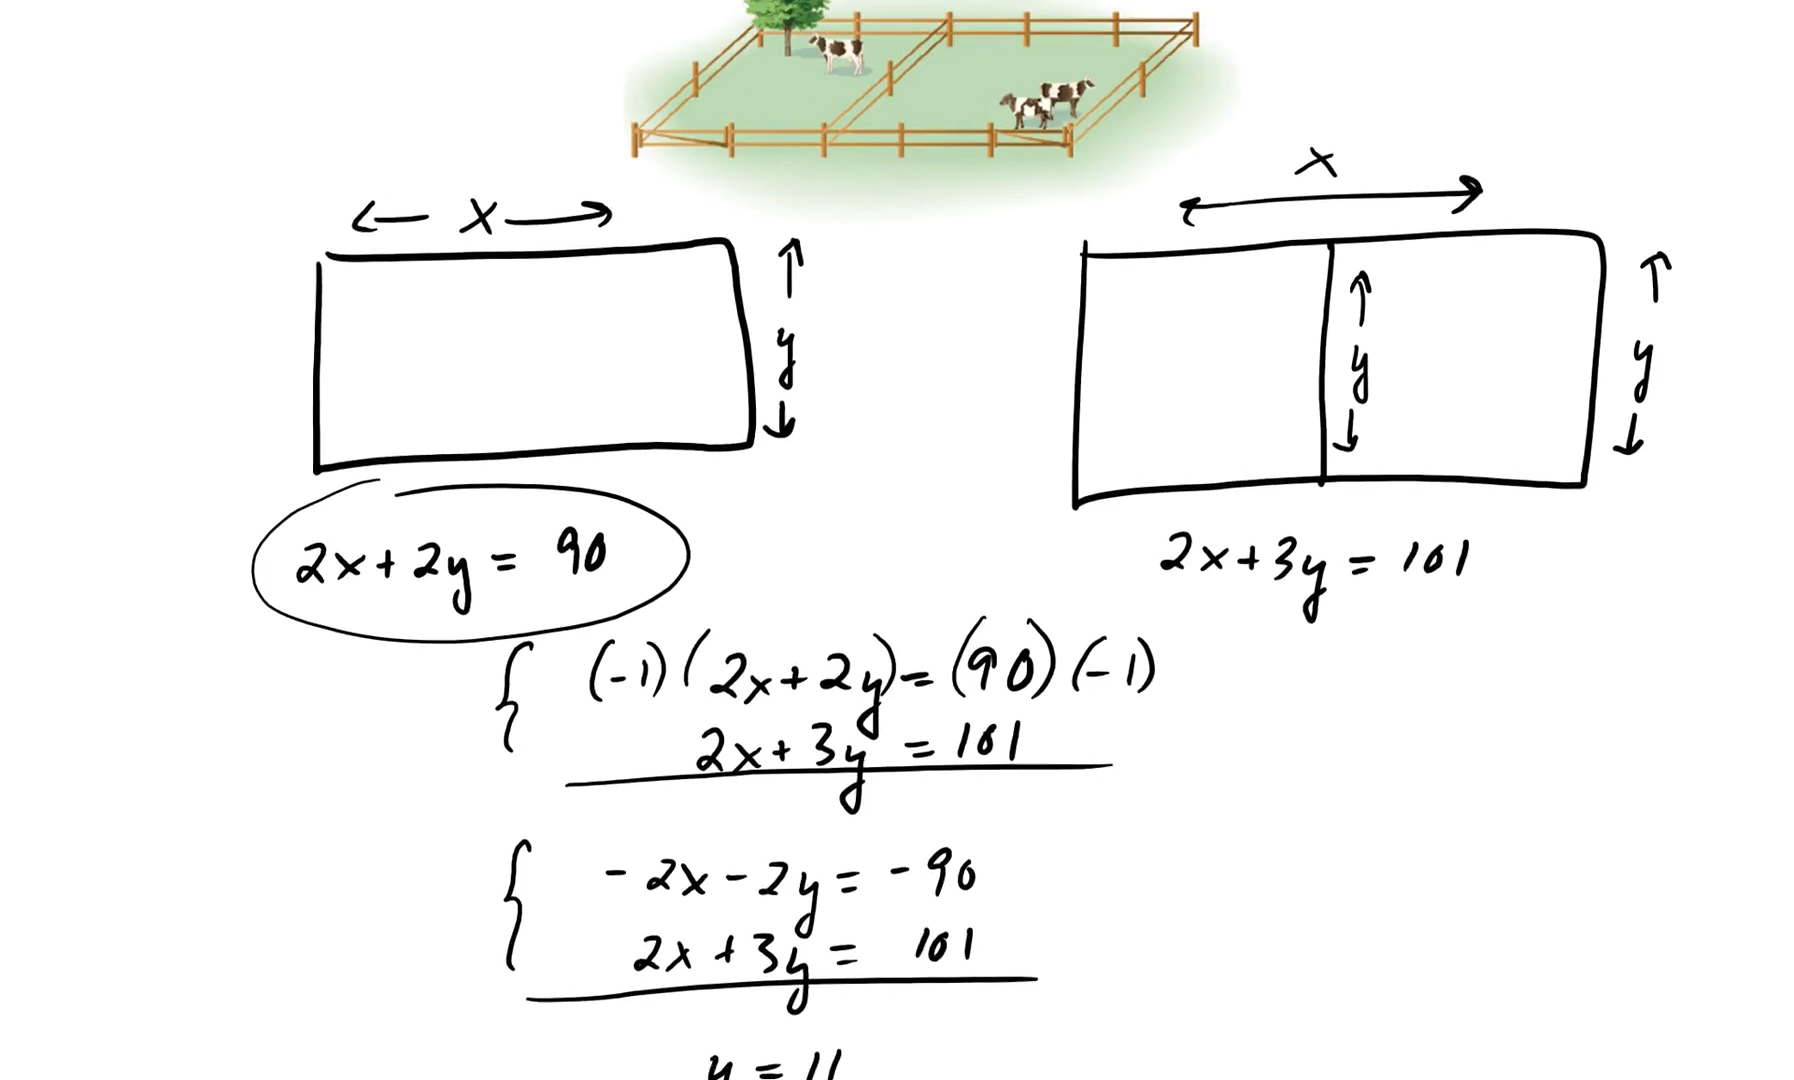 x
x
y
y
y
2x + 2y = 90
2x + 3y = 101
(-1)(2x + 2y) = (90)(-1)
2x + 3y = 101
- 2x - 2y = - 90
2x + 3y = 101
y = 11